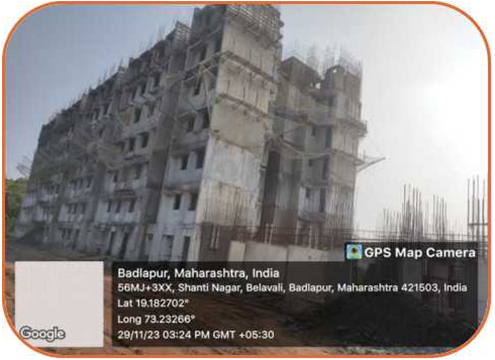 GPS Map Camera
Badlapur, Maharashtra, India
56MJ+3XX, Shanti Nagar, Belavali, Badlapur, Maharashtra 421503, India
Lat 19.182702°
Long 73.23266°
29/11/23 03:24 PM GMT +05:30
Google